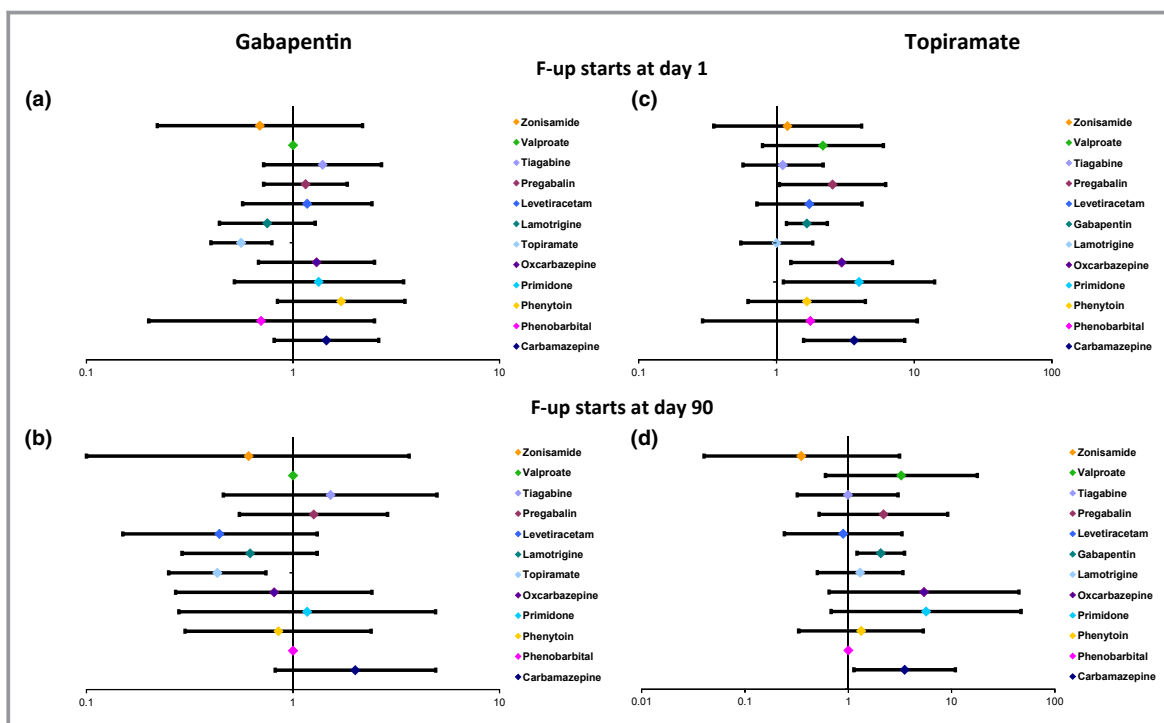 Gabapentin
Topiramate
F-up starts at day 1
(a)
Zonisamide
Valproate
Tiagabine
Pregabalin
Levetiracetam
Lamotrigine
Topiramate
Oxcarbazepine
Primidone
Phenytoin
Phenobarbital
Carbamazepine
0.1 1 10
(c)
Zonisamide
Valproate
Tiagabine
Pregabalin
Levetiracetam
Gabapentin
Lamotrigine
Oxcarbazepine
Primidone
Phenytoin
Phenobarbital
Carbamazepine
0.1 1 10 100
F-up starts at day 90
(b)
Zonisamide
Valproate
Tiagabine
Pregabalin
Levetiracetam
Lamotrigine
Topiramate
Oxcarbazepine
Primidone
Phenytoin
Phenobarbital
Carbamazepine
0.1 1 10
(d)
Zonisamide
Valproate
Tiagabine
Pregabalin
Levetiracetam
Gabapentin
Lamotrigine
Oxcarbazepine
Primidone
Phenytoin
Phenobarbital
Carbamazepine
0.01 0.1 1 10 100